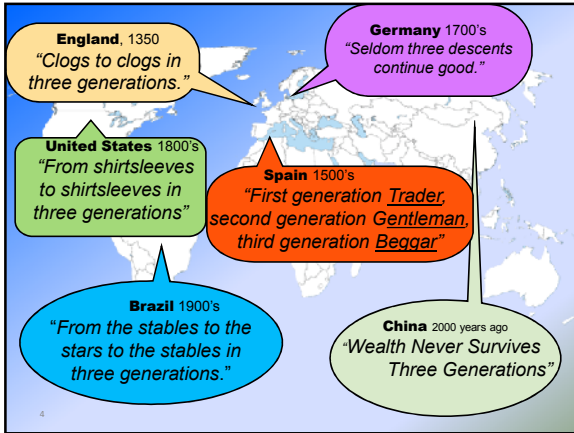 England, 1350
“Clogs to clogs in
three generations.”
Germany 1700’s
“Seldom three descents
continue good.”
United States 1800’s
“From shirtsleeves
to shirtsleeves in
three generations”
Spain 1500’s
“First generation Trader,
second generation Gentleman,
third generation Beggar”
Brazil 1900’s
“From the stables to the
stars to the stables in
three generations.”
China 2000 years ago
“Wealth Never Survives
Three Generations”
4